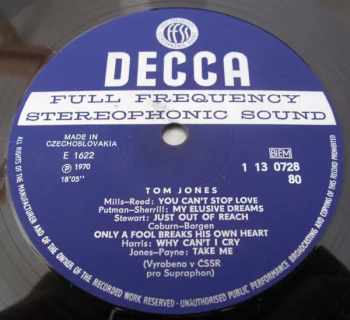 FFSS
DECCA
FULL FREQUENCY
STEREOPHONIC SOUND
MADE IN
CZECHOSLOVAKIA
E 1622
℗ 1970
18'05"
BIEM
1 13 0728
80
TOM JONES
Mills-Reed: YOU CAN'T STOP LOVE
Putman-Sherrill: MY ELUSIVE DREAMS
Stewart: JUST OUT OF REACH
Coburn-Bargen
ONLY A FOOL BREAKS HIS OWN HEART
Harris: WHY CAN'T I CRY
Jones-Payne: TAKE ME
(Vyrobeno v ČSSR
pro Supraphon)
ALL RIGHTS OF THE MANUFACTURER AND OF THE OWNER OF THE RECORDED WORK RESERVED - UNAUTHORISED PUBLIC PERFORMANCE BROADCASTING AND COPYING OF THIS RECORD PROHIBITED